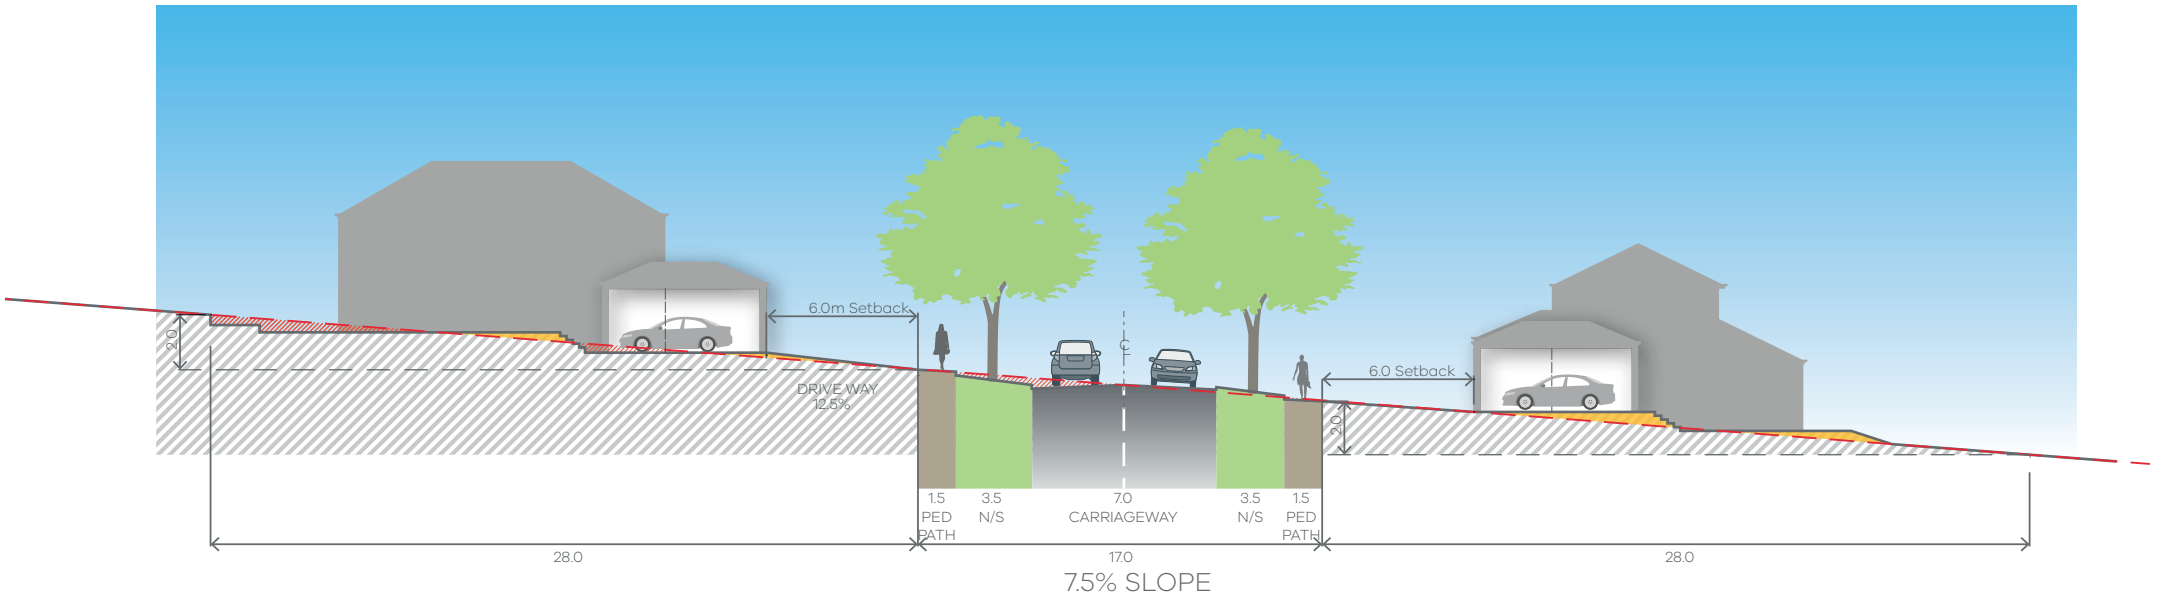 6.0m Setback
2.0
CL
DRIVE WAY
12.5%
6.0 Setback
2.0
1.5
PED
PATH
3.5
N/S
7.0
CARRIAGEWAY
3.5
N/S
1.5
PED
PATH
28.0
17.0
28.0
7.5% SLOPE